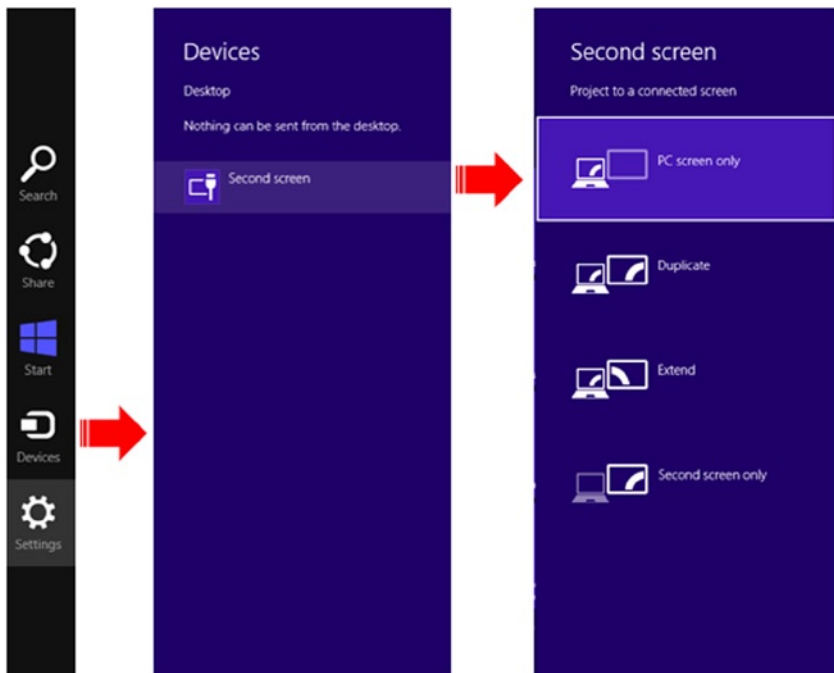 Search
Share
Start
Devices
Settings
Devices
Desktop
Nothing can be sent from the desktop.
Second screen
Second screen
Project to a connected screen
PC screen only
Duplicate
Extend
Second screen only